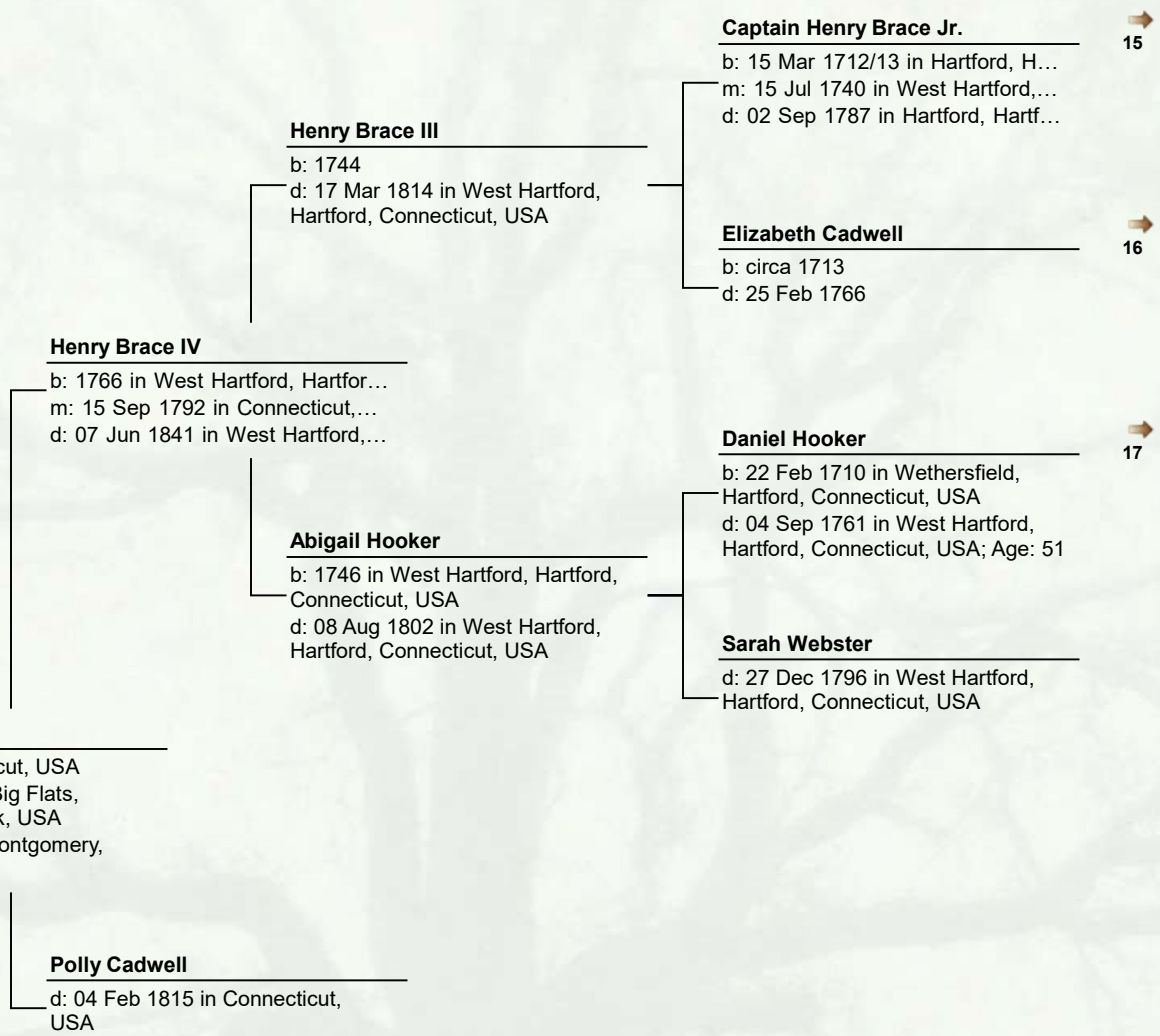 Captain Henry Brace Jr.
15
b: 15 Mar 1712/13 in Hartford, H…
m: 15 Jul 1740 in West Hartford,…
d: 02 Sep 1787 in Hartford, Hartf…
Henry Brace III
b: 1744
d: 17 Mar 1814 in West Hartford,
Hartford, Connecticut, USA
Elizabeth Cadwell
16
b: circa 1713
d: 25 Feb 1766
Henry Brace IV
b: 1766 in West Hartford, Hartfor…
m: 15 Sep 1792 in Connecticut,…
d: 07 Jun 1841 in West Hartford,…
Daniel Hooker
17
b: 22 Feb 1710 in Wethersfield,
Hartford, Connecticut, USA
d: 04 Sep 1761 in West Hartford,
Hartford, Connecticut, USA; Age: 51
Abigail Hooker
b: 1746 in West Hartford, Hartford,
Connecticut, USA
d: 08 Aug 1802 in West Hartford,
Hartford, Connecticut, USA
Sarah Webster
d: 27 Dec 1796 in West Hartford,
Hartford, Connecticut, USA
cut, USA
Big Flats,
k, USA
ontgomery,
Polly Cadwell
d: 04 Feb 1815 in Connecticut,
USA